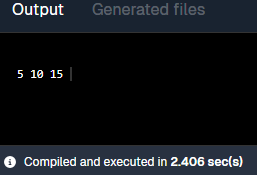 Output Generated files
5 10 15
Compiled and executed in 2.406 sec(s)